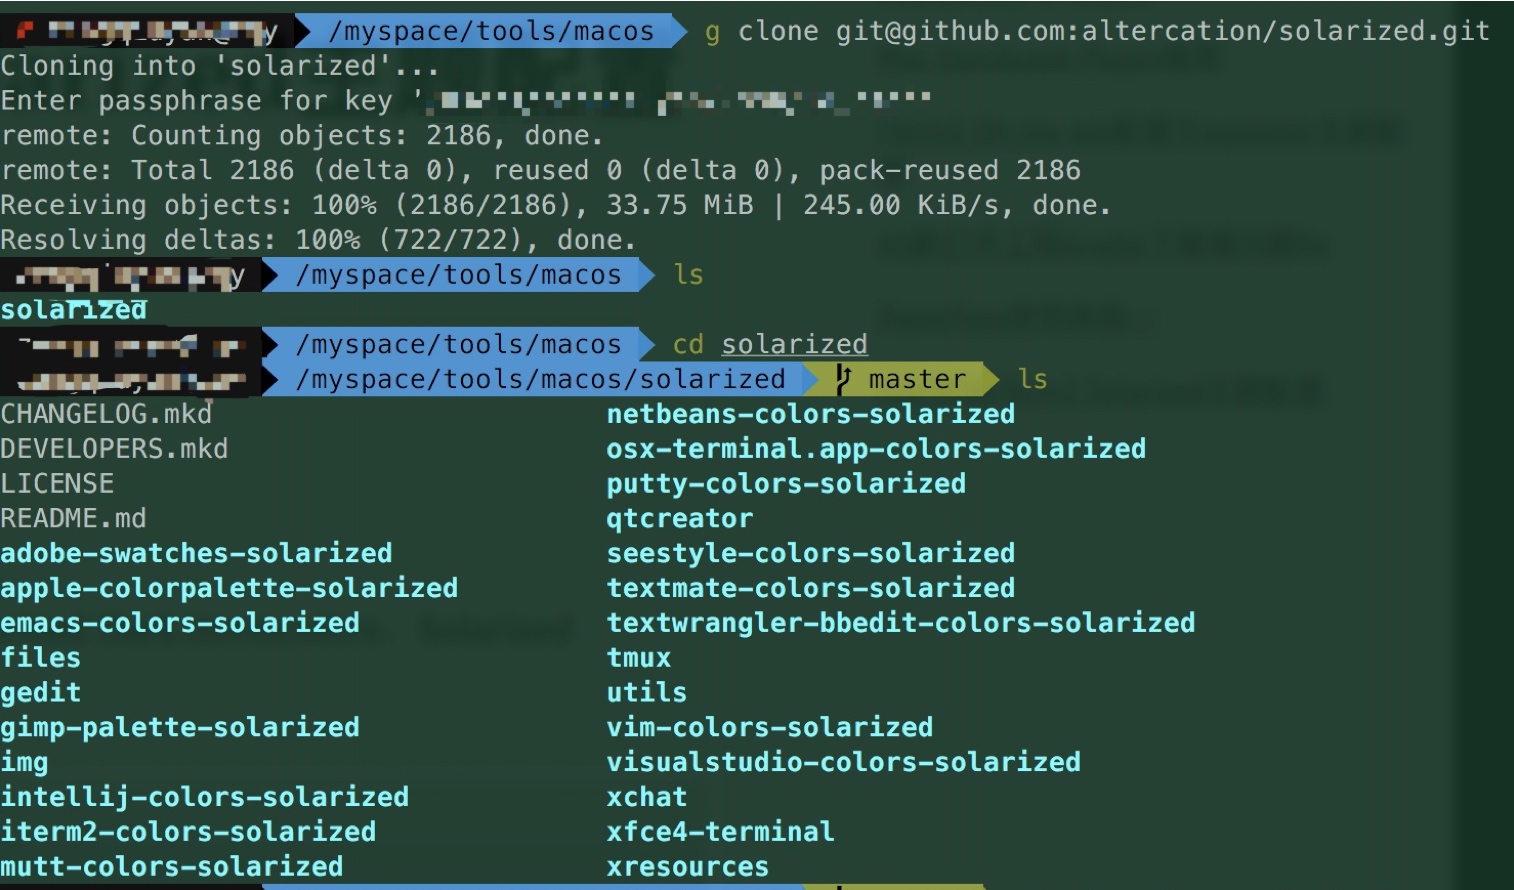 y /myspace/tools/macos g clone git@github.com:altercation/solarized.git
Cloning into 'solarized'...
Enter passphrase for key '
remote: Counting objects: 2186, done.
remote: Total 2186 (delta 0), reused 0 (delta 0), pack-reused 2186
Receiving objects: 100% (2186/2186), 33.75 MiB | 245.00 KiB/s, done.
Resolving deltas: 100% (722/722), done.
y /myspace/tools/macos ls
solarized
/myspace/tools/macos cd solarized
/myspace/tools/macos/solarized master ls
CHANGELOG.mkd netbeans-colors-solarized
DEVELOPERS.mkd osx-terminal.app-colors-solarized
LICENSE putty-colors-solarized
README.md qtcreator
adobe-swatches-solarized seestyle-colors-solarized
apple-colorpalette-solarized textmate-colors-solarized
emacs-colors-solarized textwrangler-bbedit-colors-solarized
files tmux
gedit utils
gimp-palette-solarized vim-colors-solarized
img visualstudio-colors-solarized
intellij-colors-solarized xchat
iterm2-colors-solarized xfce4-terminal
mutt-colors-solarized xresources